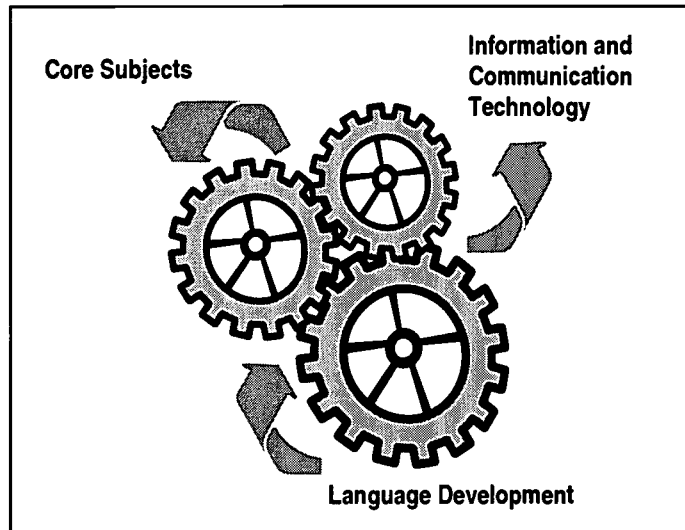 Core Subjects
Information and
Communication
Technology
Language Development